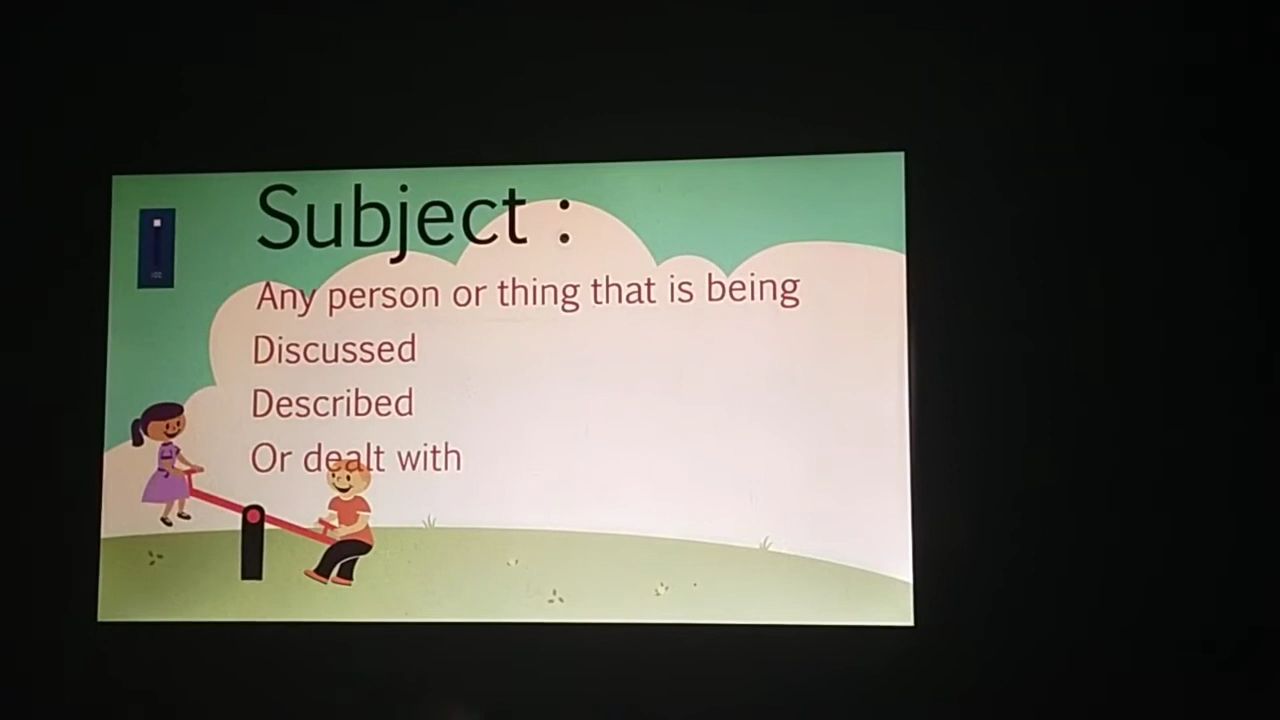 Subject :
Any person or thing that is being
Discussed
Described
Or dealt with